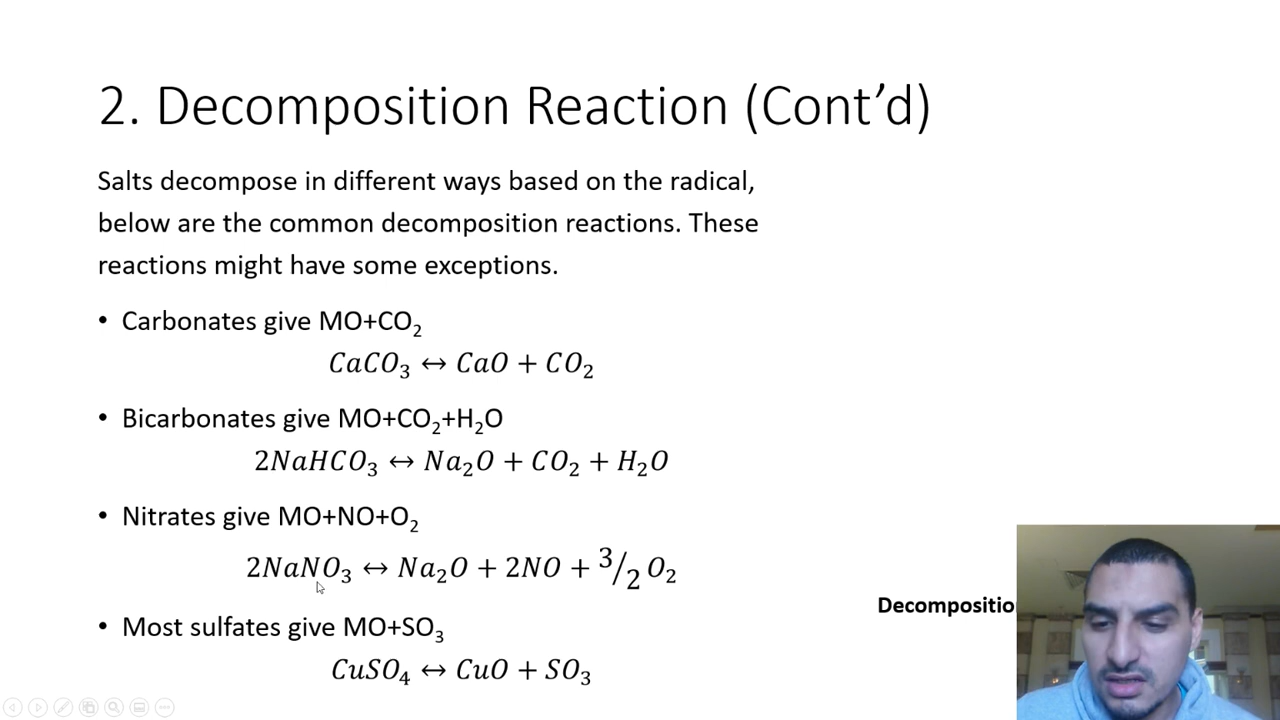 2. Decomposition Reaction (Cont’d)
Salts decompose in different ways based on the radical,
below are the common decomposition reactions. These
reactions might have some exceptions.
• Carbonates give MO+CO₂
CaCO₃ ↔ CaO + CO₂
• Bicarbonates give MO+CO₂+H₂O
2NaHCO₃ ↔ Na₂O + CO₂ + H₂O
• Nitrates give MO+NO+O₂
2NaNO₃ ↔ Na₂O + 2NO + 3/2 O₂
Decompositio
• Most sulfates give MO+SO₃
CuSO₄ ↔ CuO + SO₃